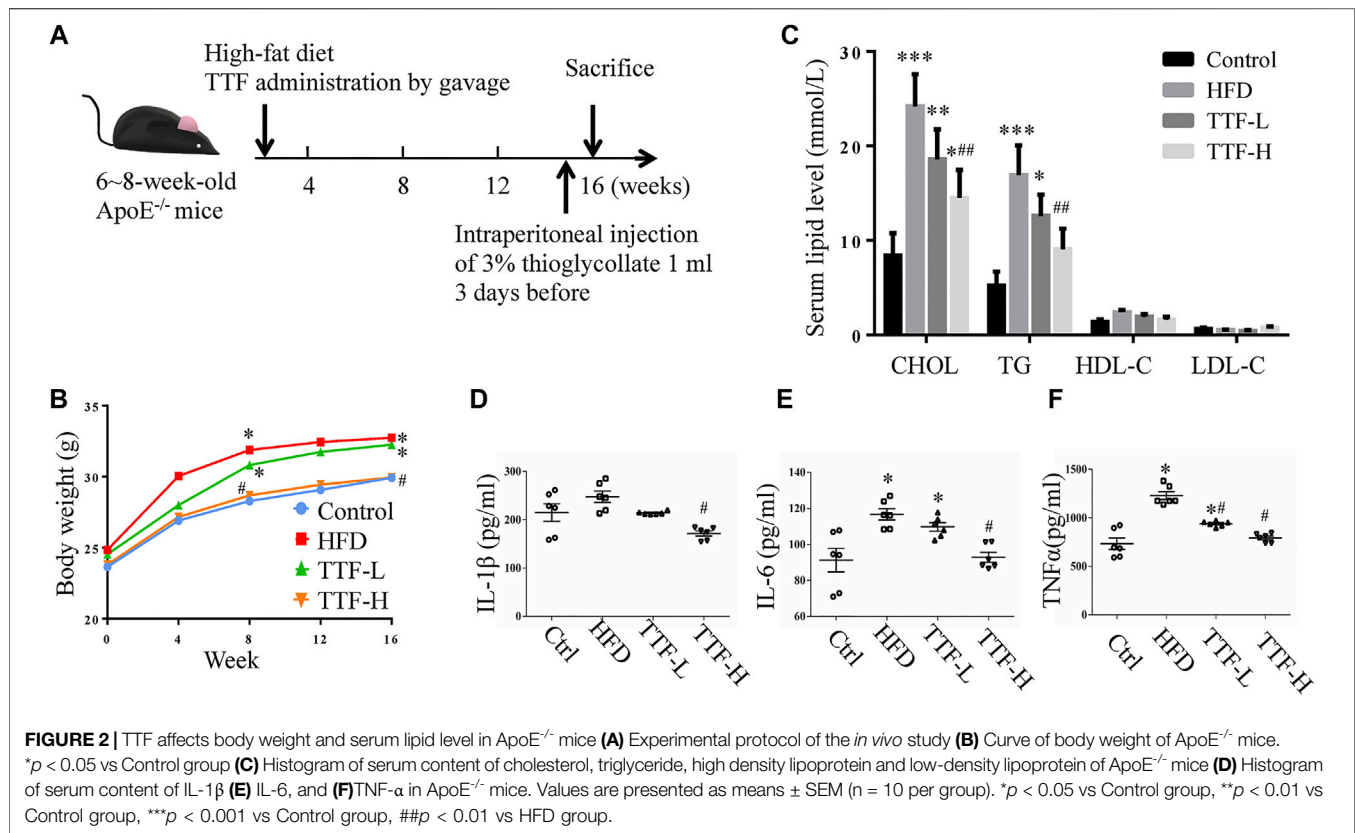 A
High-fat diet
TTF administration by gavage
Sacrifice
6~8-week-old
ApoE-/- mice
4
8
12
16 (weeks)
Intraperitoneal injection
of 3% thioglycollate 1 ml
3 days before
C
Serum lipid level (mmol/L)
30
20
10
0
***
**
*##
***
*
##
Control
HFD
TTF-L
TTF-H
CHOL TG HDL-C LDL-C
B
Body weight (g)
35
30
25
20
*
*
#
*
*
#
Control
HFD
TTF-L
TTF-H
0 4 8 12 16
Week
D
IL-1β (pg/ml)
300
200
100
0
#
Ctrl HFD TTF-L TTF-H
E
IL-6 (pg/ml)
140
120
100
80
60
*
*
#
Ctrl HFD TTF-L TTF-H
F
TNFα(pg/ml)
1500
1000
500
0
*
*#
#
Ctrl HFD TTF-L TTF-H
FIGURE 2 | TTF affects body weight and serum lipid level in ApoE-/- mice (A) Experimental protocol of the in vivo study (B) Curve of body weight of ApoE-/- mice.
*p < 0.05 vs Control group (C) Histogram of serum content of cholesterol, triglyceride, high density lipoprotein and low-density lipoprotein of ApoE-/- mice (D) Histogram
of serum content of IL-1β (E) IL-6, and (F)TNF-α in ApoE-/- mice. Values are presented as means ± SEM (n = 10 per group). *p < 0.05 vs Control group, **p < 0.01 vs
Control group, ***p < 0.001 vs Control group, ##p < 0.01 vs HFD group.